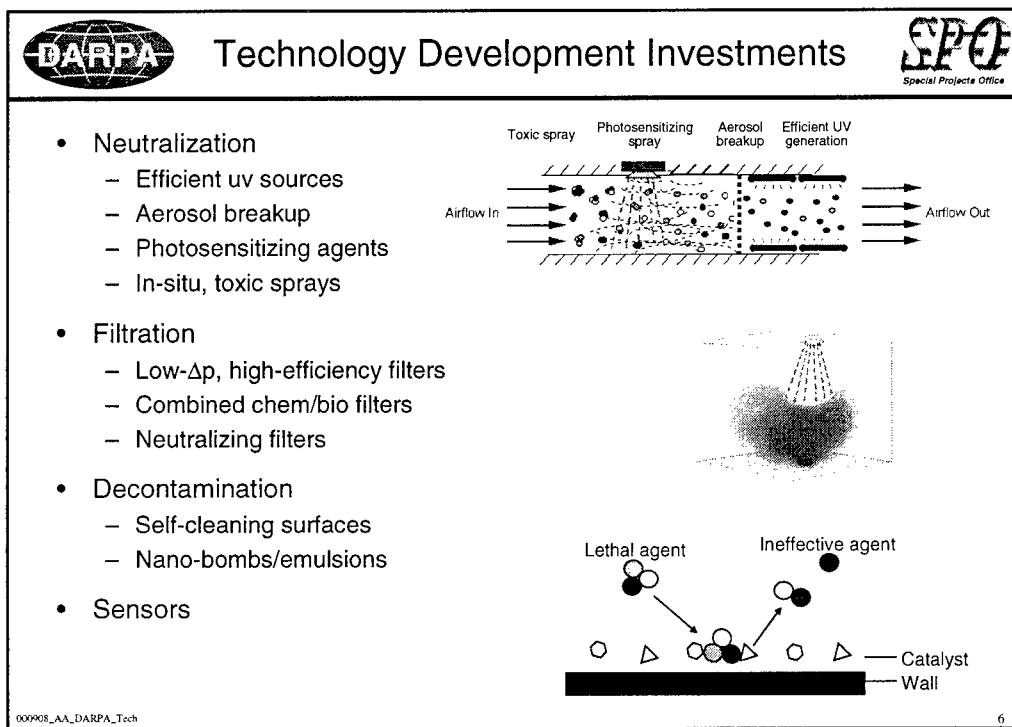 DARPA
Technology Development Investments
SPO
Special Projects Office
• Neutralization
– Efficient uv sources
– Aerosol breakup
– Photosensitizing agents
– In-situ, toxic sprays
• Filtration
– Low-Δp, high-efficiency filters
– Combined chem/bio filters
– Neutralizing filters
• Decontamination
– Self-cleaning surfaces
– Nano-bombs/emulsions
• Sensors
Toxic spray
Photosensitizing
spray
Aerosol
breakup
Efficient UV
generation
Airflow In
Airflow Out
Lethal agent
Ineffective agent
Catalyst
Wall
000908_AA_DARPA_Tech
6